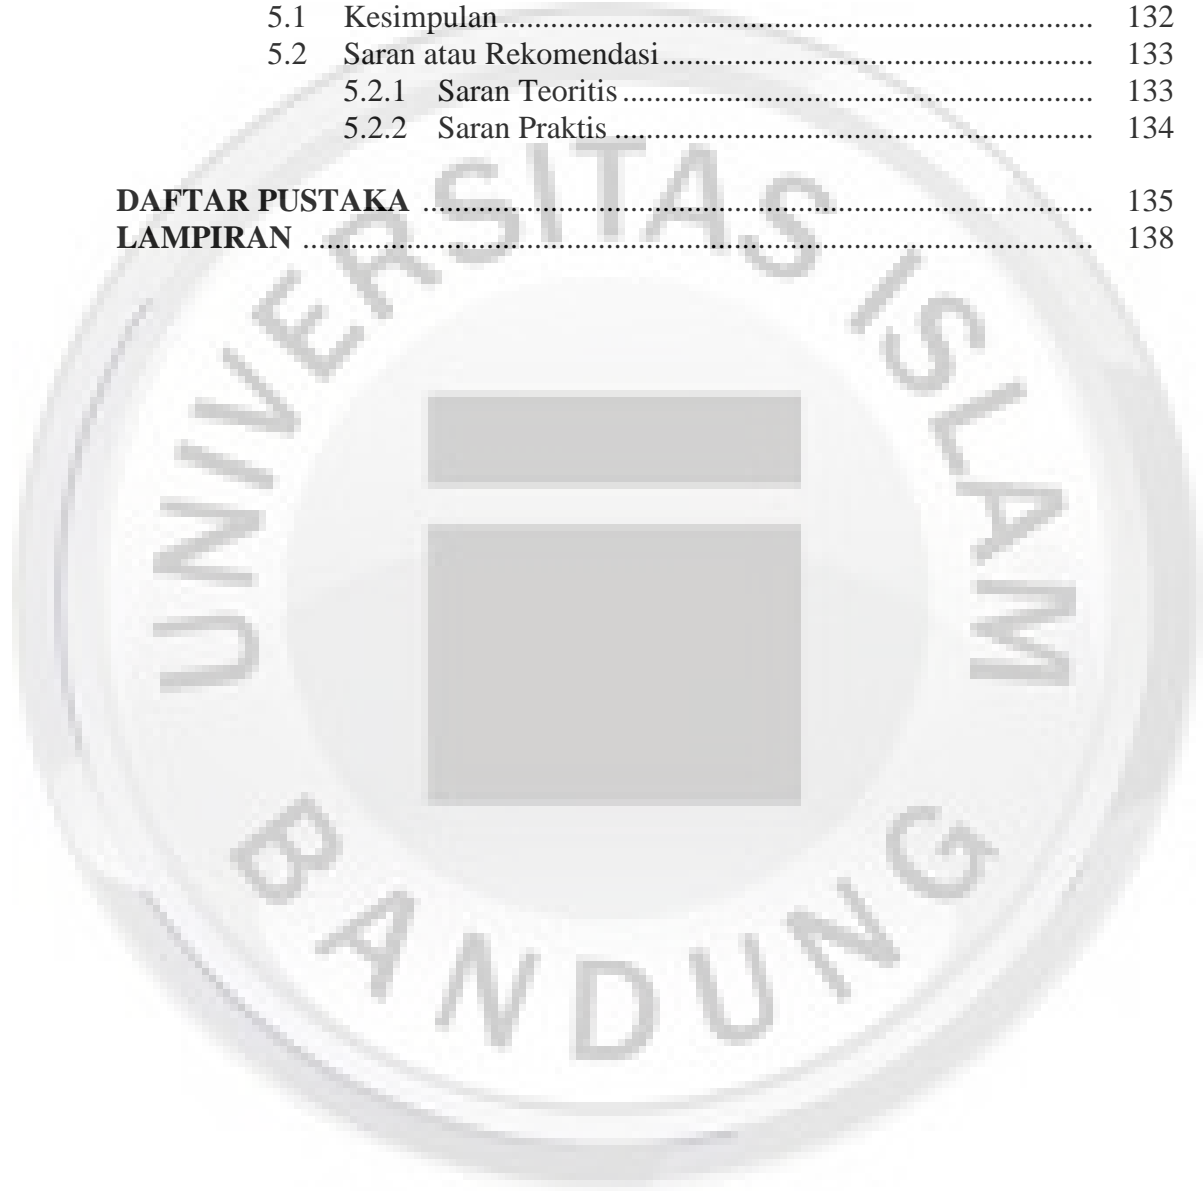 5.1 Kesimpulan ........................................................................... 132
5.2 Saran atau Rekomendasi ...................................................... 133
5.2.1 Saran Teoritis ........................................................... 133
5.2.2 Saran Praktis ............................................................ 134
DAFTAR PUSTAKA .................................................................................... 135
LAMPIRAN ................................................................................................... 138
UNIVERSITAS ISLAM
BANDUNG